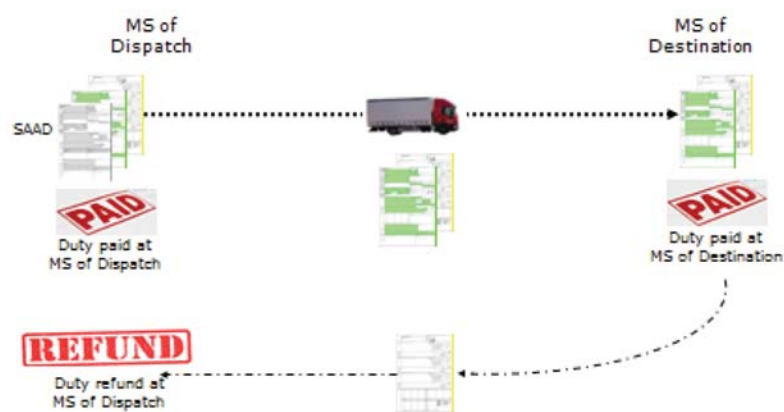 MS of
Dispatch
MS of
Destination
SAAD
PAID
Duty paid at
MS of Dispatch
PAID
Duty paid at
MS of Destination
REFUND
Duty refund at
MS of Dispatch